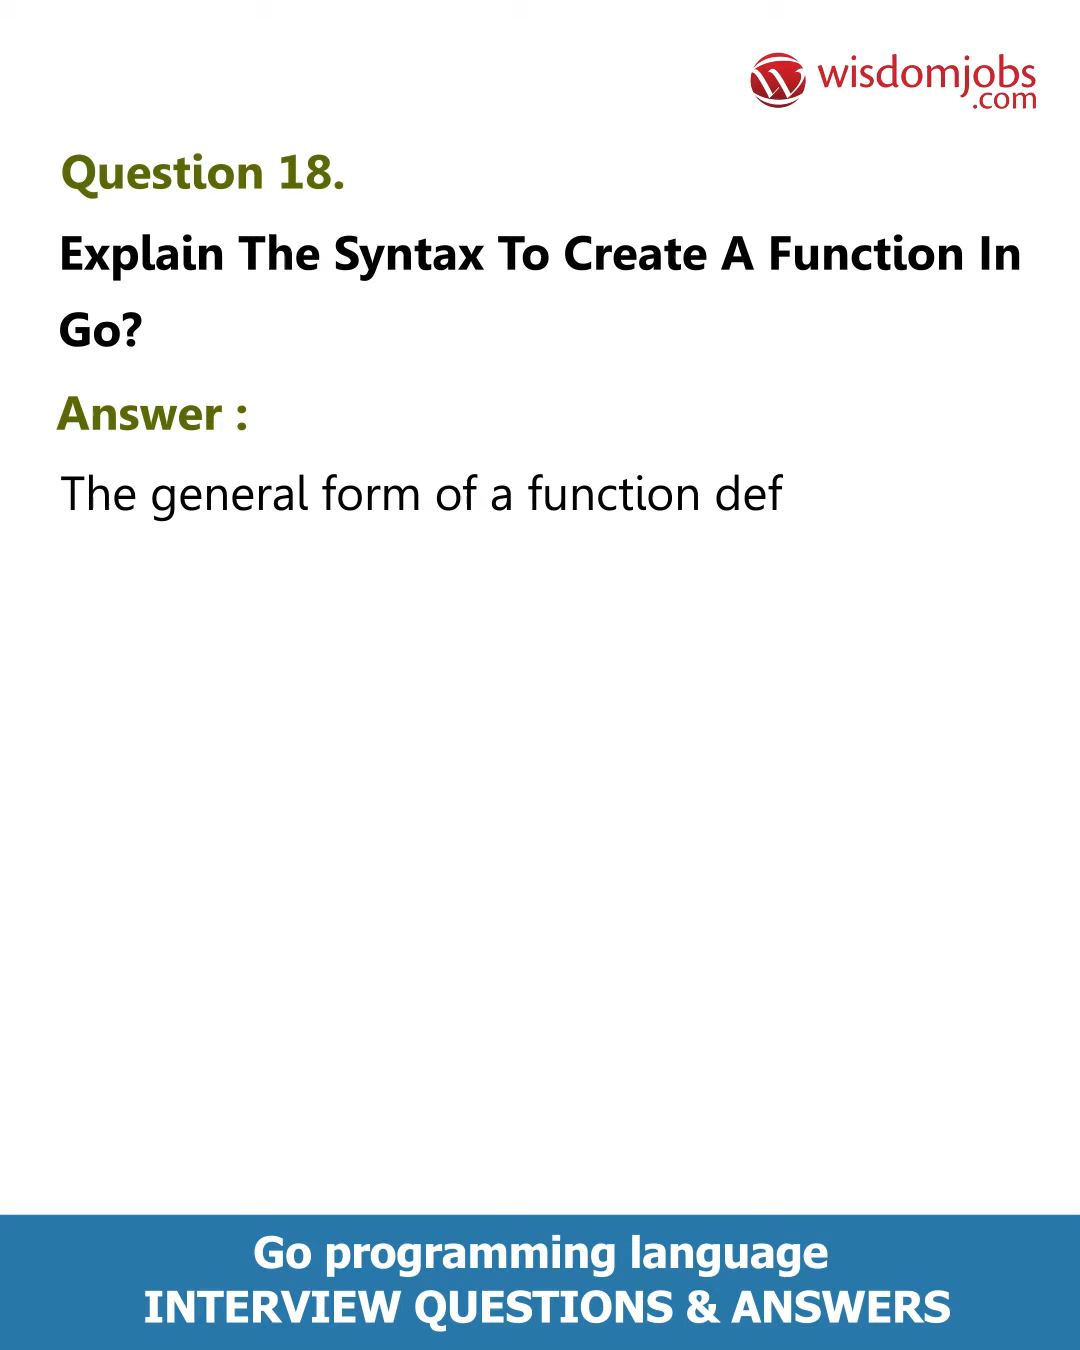 wisdomjobs
.com
Question 18.
Explain The Syntax To Create A Function In
Go?
Answer :
The general form of a function def
Go programming language
INTERVIEW QUESTIONS & ANSWERS